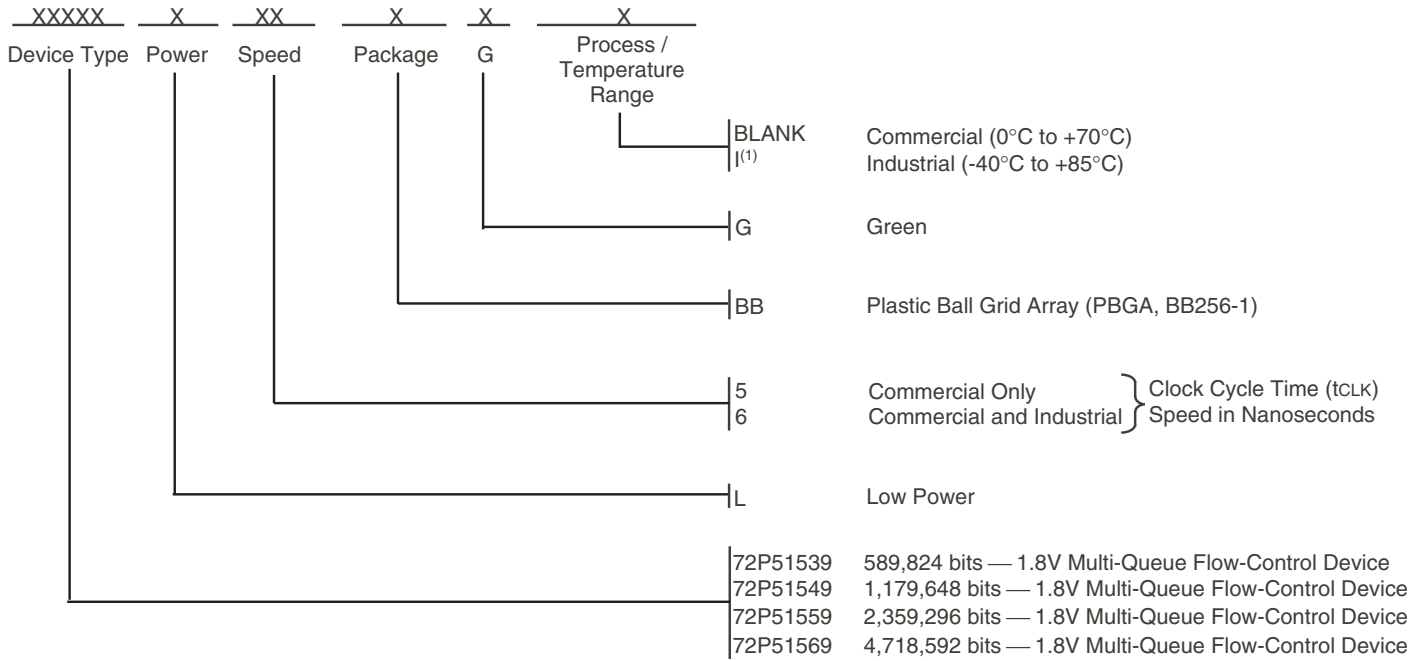 XXXXX X XX X X X
Device Type Power Speed Package G Process /
Temperature
Range
BLANK Commercial (0°C to +70°C)
I(1) Industrial (-40°C to +85°C)
G Green
BB Plastic Ball Grid Array (PBGA, BB256-1)
5 Commercial Only Clock Cycle Time (tCLK)
6 Commercial and Industrial Speed in Nanoseconds
L Low Power
72P51539 589,824 bits — 1.8V Multi-Queue Flow-Control Device
72P51549 1,179,648 bits — 1.8V Multi-Queue Flow-Control Device
72P51559 2,359,296 bits — 1.8V Multi-Queue Flow-Control Device
72P51569 4,718,592 bits — 1.8V Multi-Queue Flow-Control Device